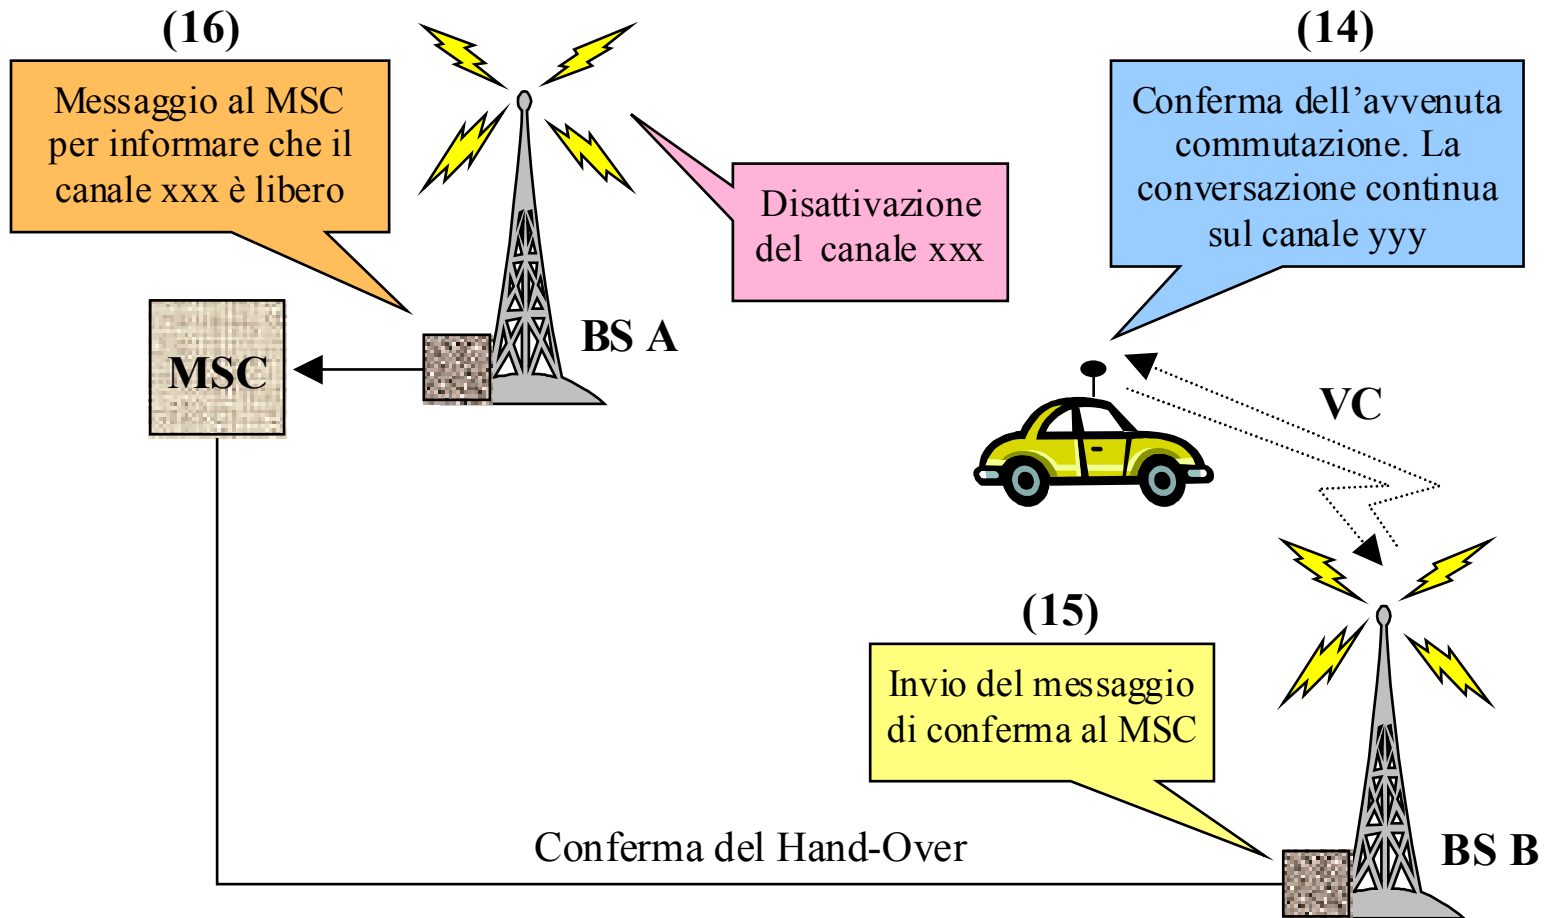 (16)
Messaggio al MSC
per informare che il
canale xxx è libero
Disattivazione
del canale xxx
(14)
Conferma dell’avvenuta
commutazione. La
conversazione continua
sul canale yyy
MSC
BS A
VC
(15)
Invio del messaggio
di conferma al MSC
Conferma del Hand-Over
BS B